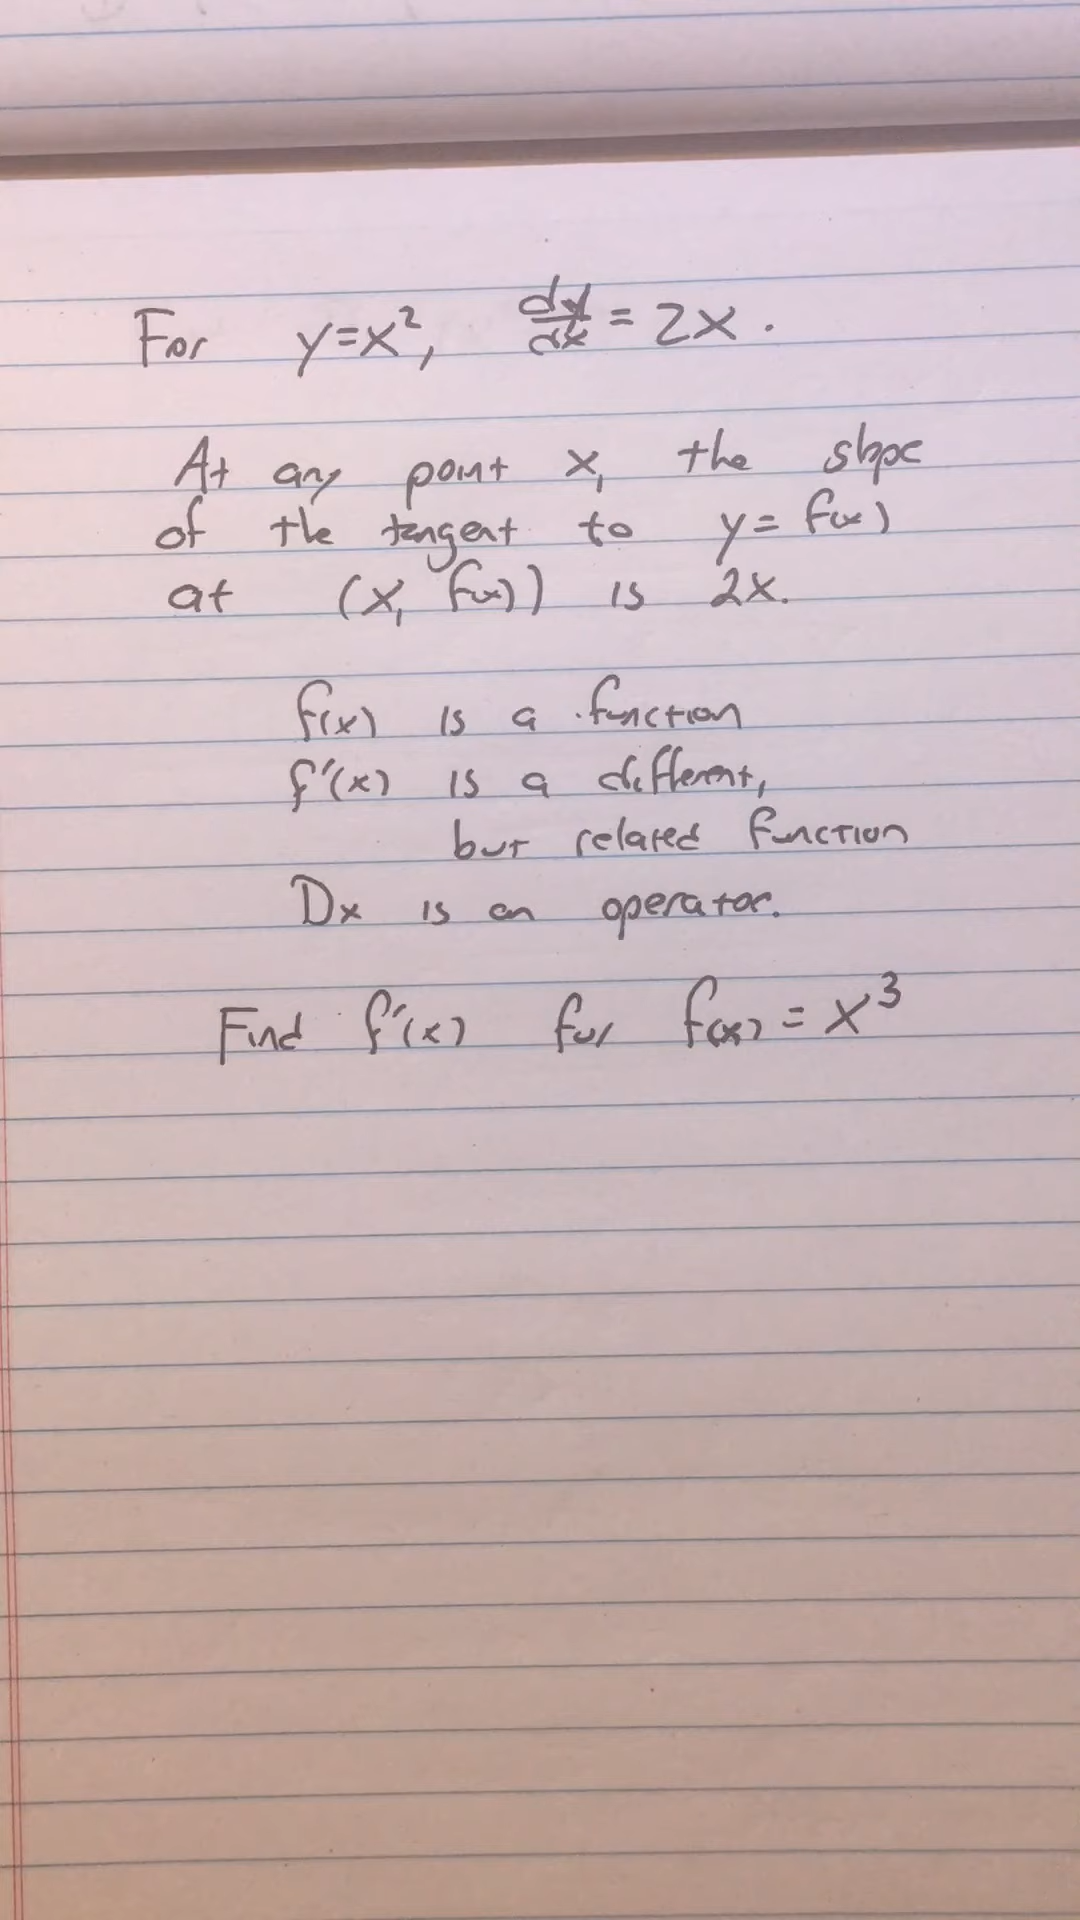 For y=x², dy/dx = 2x.
At any point x, the slope
of the tangent to y= f(x)
at (x, f(x)) is 2x.
f(x) is a function
f'(x) is a different,
but related function
Dx is an operator.
Find f'(x) for f(x) = x³